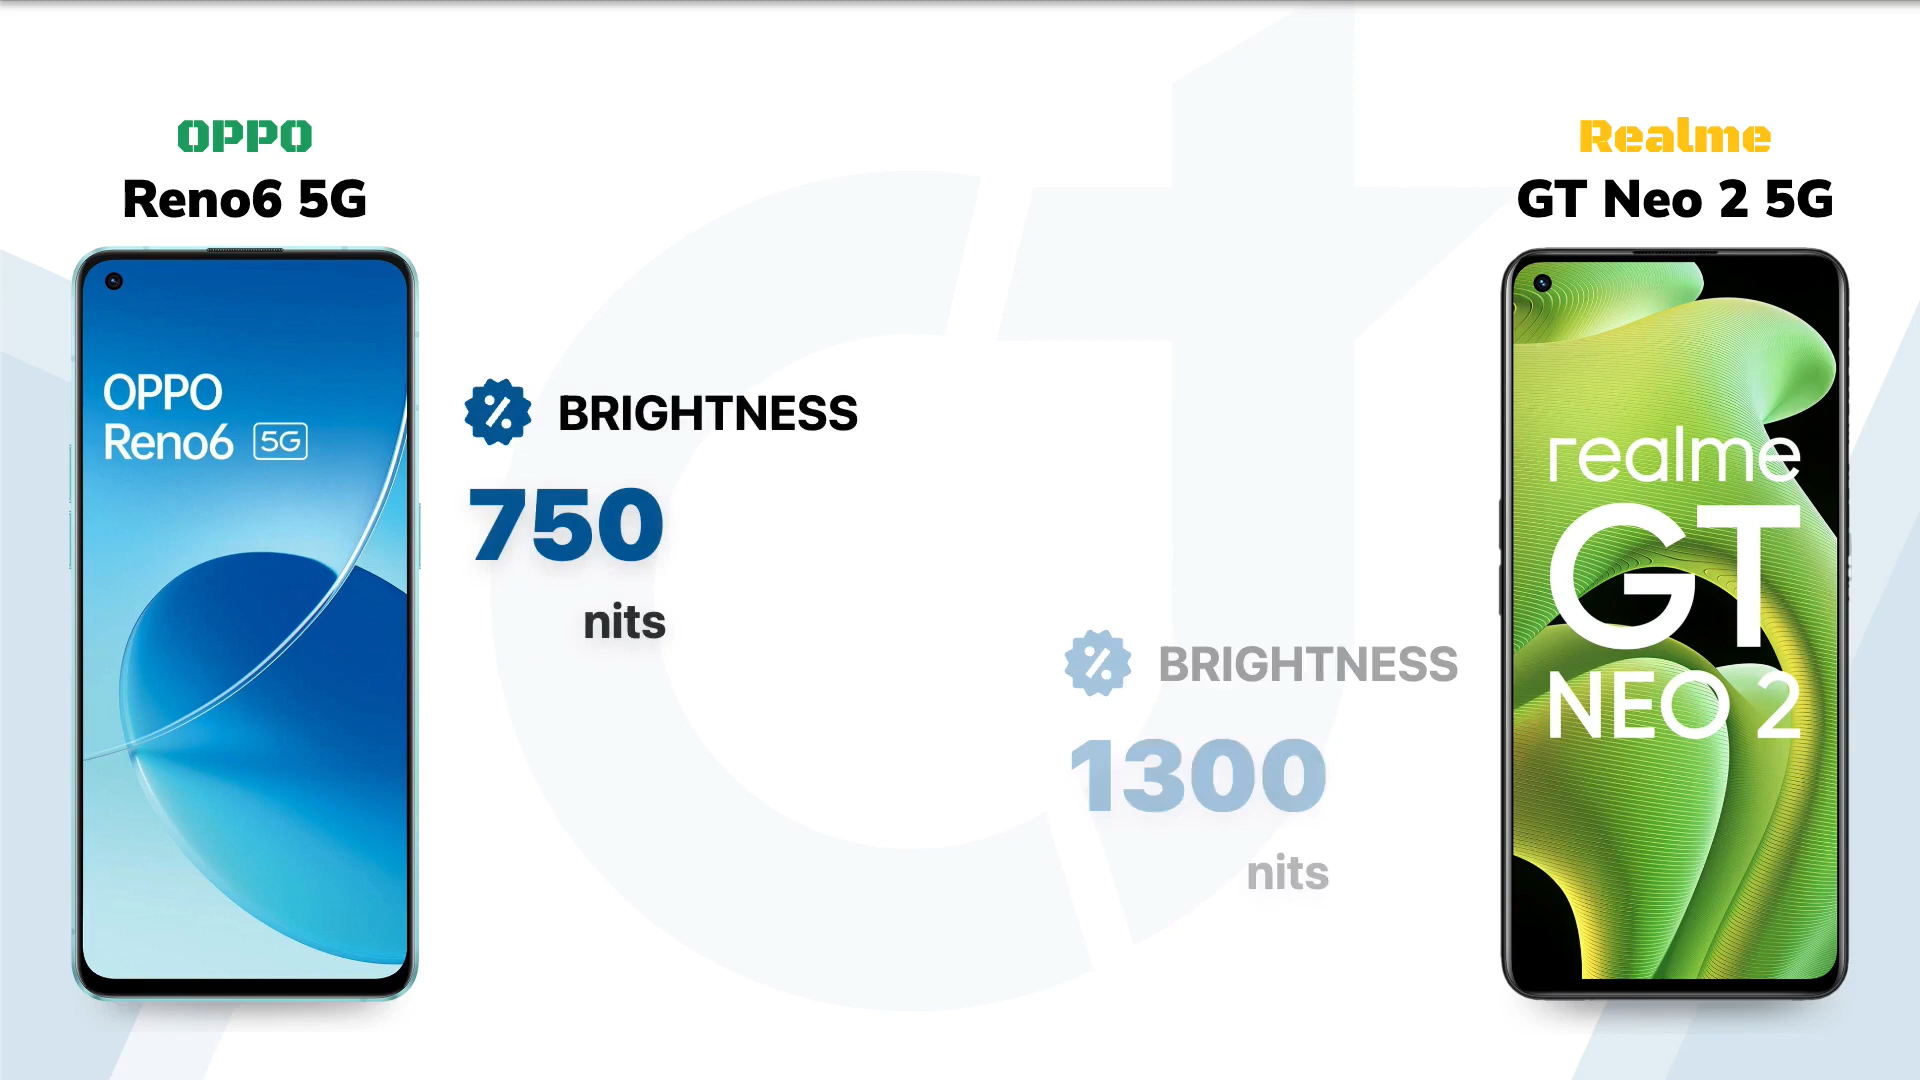 OPPO
Reno6 5G
OPPO
Reno6 5G
BRIGHTNESS
750
nits
Realme
GT Neo 2 5G
realme
GT
NEO 2
BRIGHTNESS
1300
nits